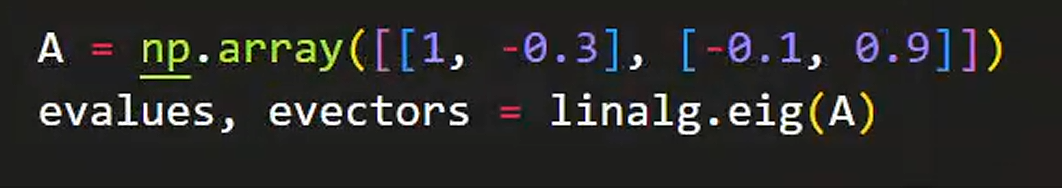 A = np.array([[1, -0.3], [-0.1, 0.9]])
evalues, evectors = linalg.eig(A)